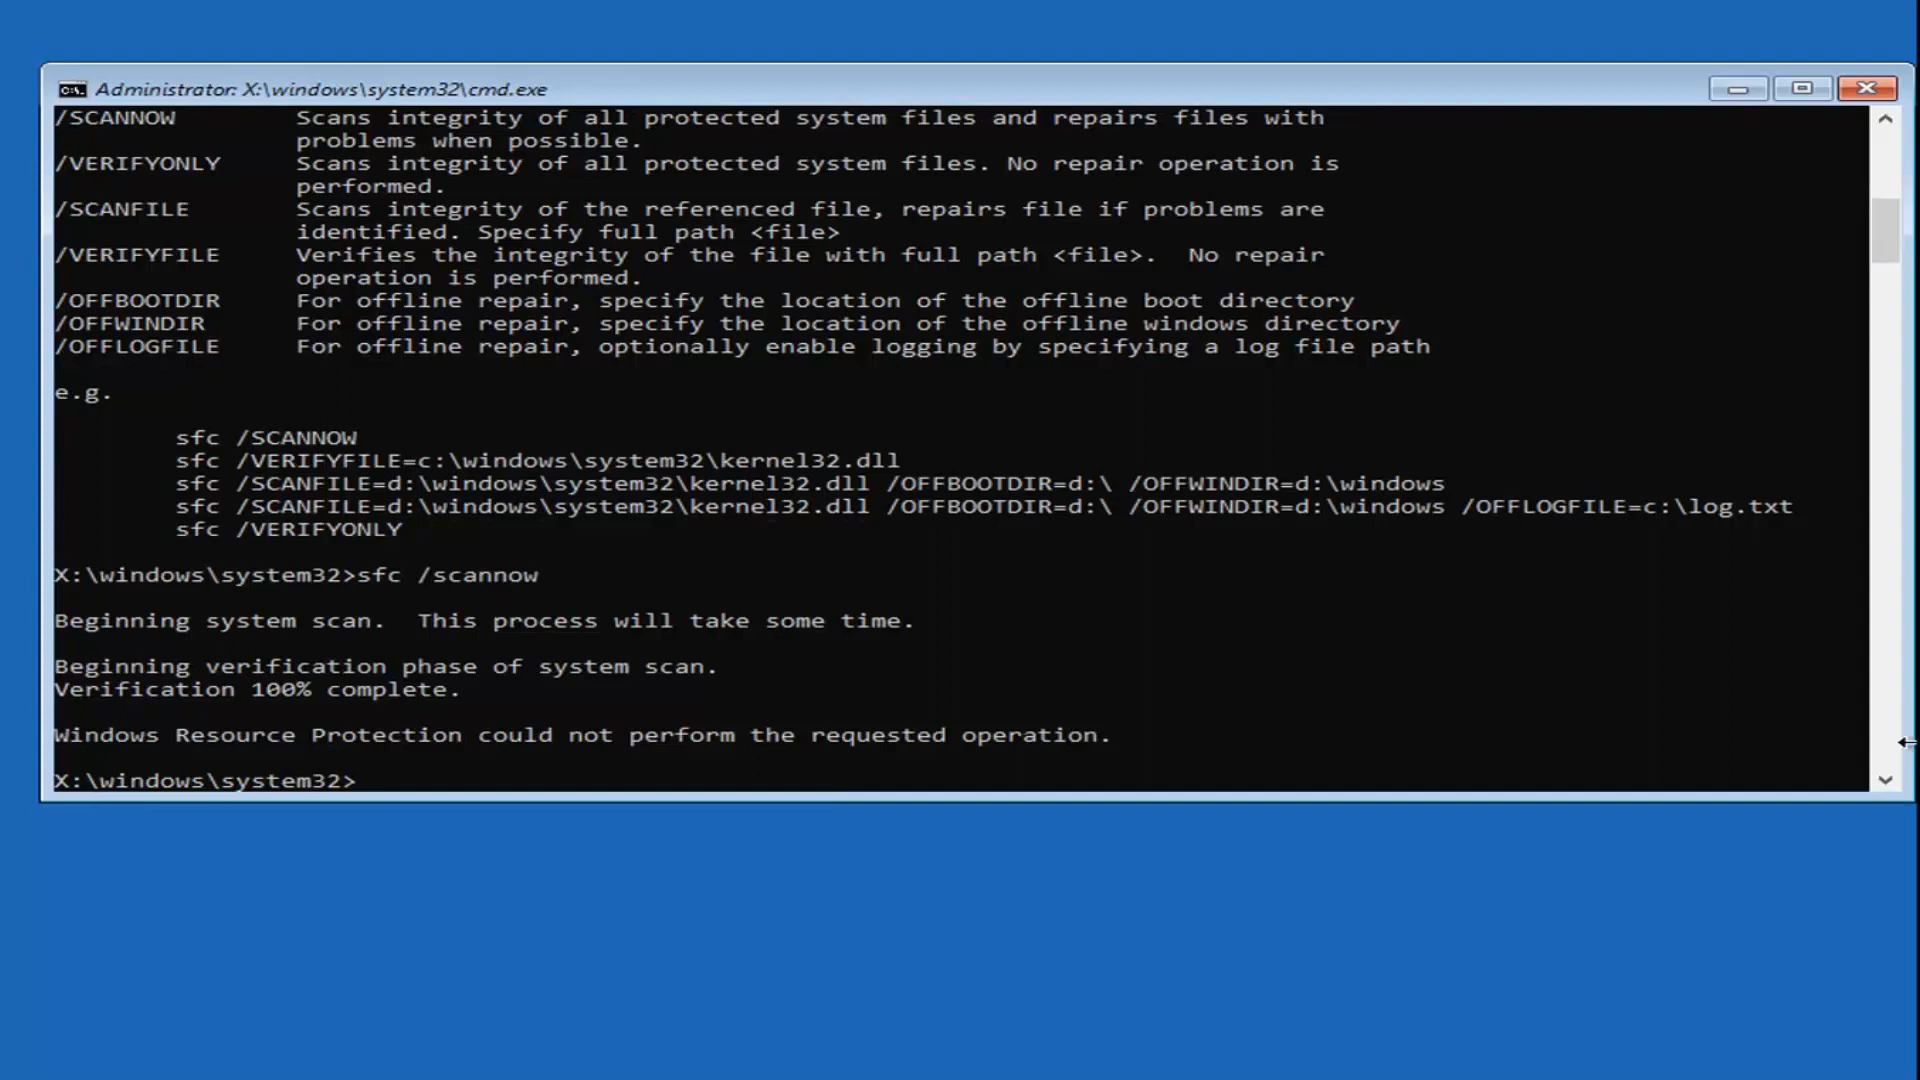 Administrator: X:\windows\system32\cmd.exe
/SCANNOW        Scans integrity of all protected system files and repairs files with
                problems when possible.
/VERIFYONLY     Scans integrity of all protected system files. No repair operation is
                performed.
/SCANFILE       Scans integrity of the referenced file, repairs file if problems are
                identified. Specify full path <file>
/VERIFYFILE     Verifies the integrity of the file with full path <file>.  No repair
                operation is performed.
/OFFBOOTDIR     For offline repair, specify the location of the offline boot directory
/OFFWINDIR      For offline repair, specify the location of the offline windows directory
/OFFLOGFILE     For offline repair, optionally enable logging by specifying a log file path
e.g.
        sfc /SCANNOW
        sfc /VERIFYFILE=c:\windows\system32\kernel32.dll
        sfc /SCANFILE=d:\windows\system32\kernel32.dll /OFFBOOTDIR=d:\ /OFFWINDIR=d:\windows
        sfc /SCANFILE=d:\windows\system32\kernel32.dll /OFFBOOTDIR=d:\ /OFFWINDIR=d:\windows /OFFLOGFILE=c:\log.txt
        sfc /VERIFYONLY
X:\windows\system32>sfc /scannow
Beginning system scan.  This process will take some time.
Beginning verification phase of system scan.
Verification 100% complete.
Windows Resource Protection could not perform the requested operation.
X:\windows\system32>